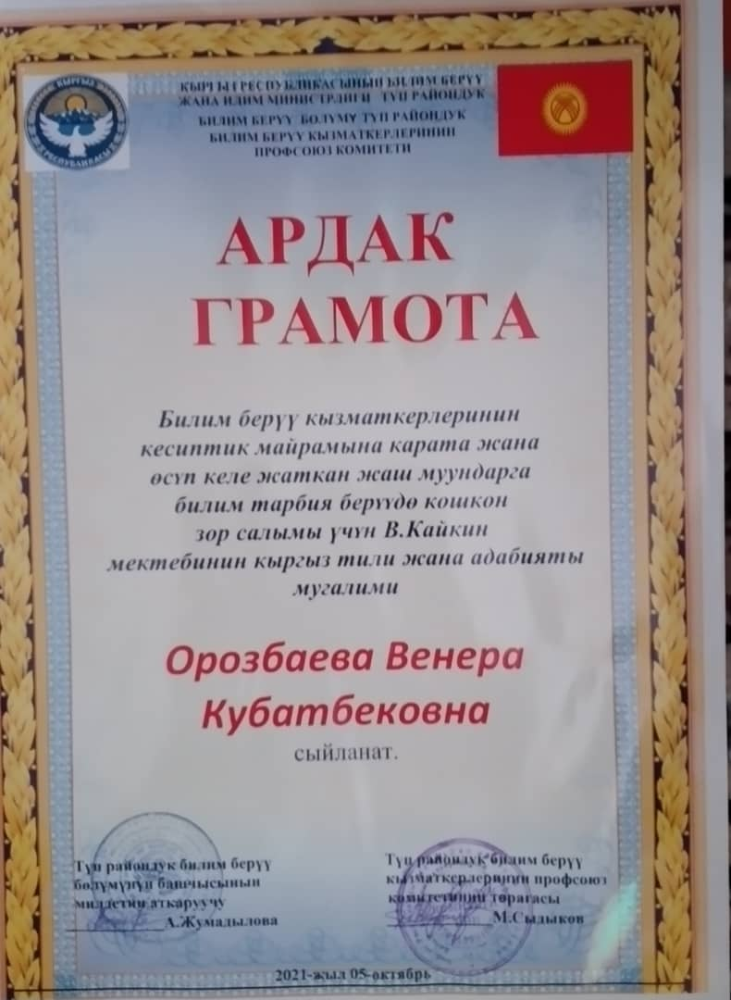 КЫРГЫЗ РЕСПУБЛИКАСЫНЫН БИЛИМ БЕРҮҮ
ЖАНА ИЛИМ МИНИСТРЛИГИ ТҮП РАЙОНДУК
БИЛИМ БЕРҮҮ БӨЛҮМҮ ТҮП РАЙОНДУК
БИЛИМ БЕРҮҮ КЫЗМАТКЕРЛЕРИНИН
ПРОФСОЮЗ КОМИТЕТИ
АРДАК
ГРАМОТА
Билим берүү кызматкерлеринин
кесиптик майрамына карата жана
өсүп келе жаткан жаш муундарга
билим тарбия берүүдө кошкон
зор салымы үчүн В.Кайкин
мектебинин кыргыз тили жана адабияты
мугалими
Орозбаева Венера
Кубатбековна
сыйланат.
Түп райондук билим берүү
бөлүмүнүн башчысынын
милдетин аткаруучу
А.Жумадылова
Түп райондук билим берүү
кызматкерлеринин профсоюз
комитетинин төрагасы
М.Сыдыков
2021-жыл 05-октябрь